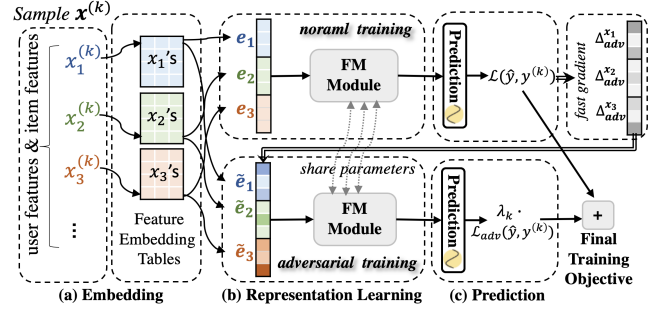 Sample x^(k)
user features & item features
x_1^(k)
x_2^(k)
x_3^(k)
...
x_1's
x_2's
x_3's
Feature
Embedding
Tables
e_1
e_2
e_3
noraml training
FM
Module
Prediction
L(ŷ, y^(k))
fast gradient
Δ_adv^x_1
Δ_adv^x_2
Δ_adv^x_3
share parameters
ẽ_1
ẽ_2
ẽ_3
FM
Module
adversarial training
Prediction
λ_k ·
L_adv(ŷ, y^(k))
+
Final
Training
Objective
(a) Embedding
(b) Representation Learning
(c) Prediction